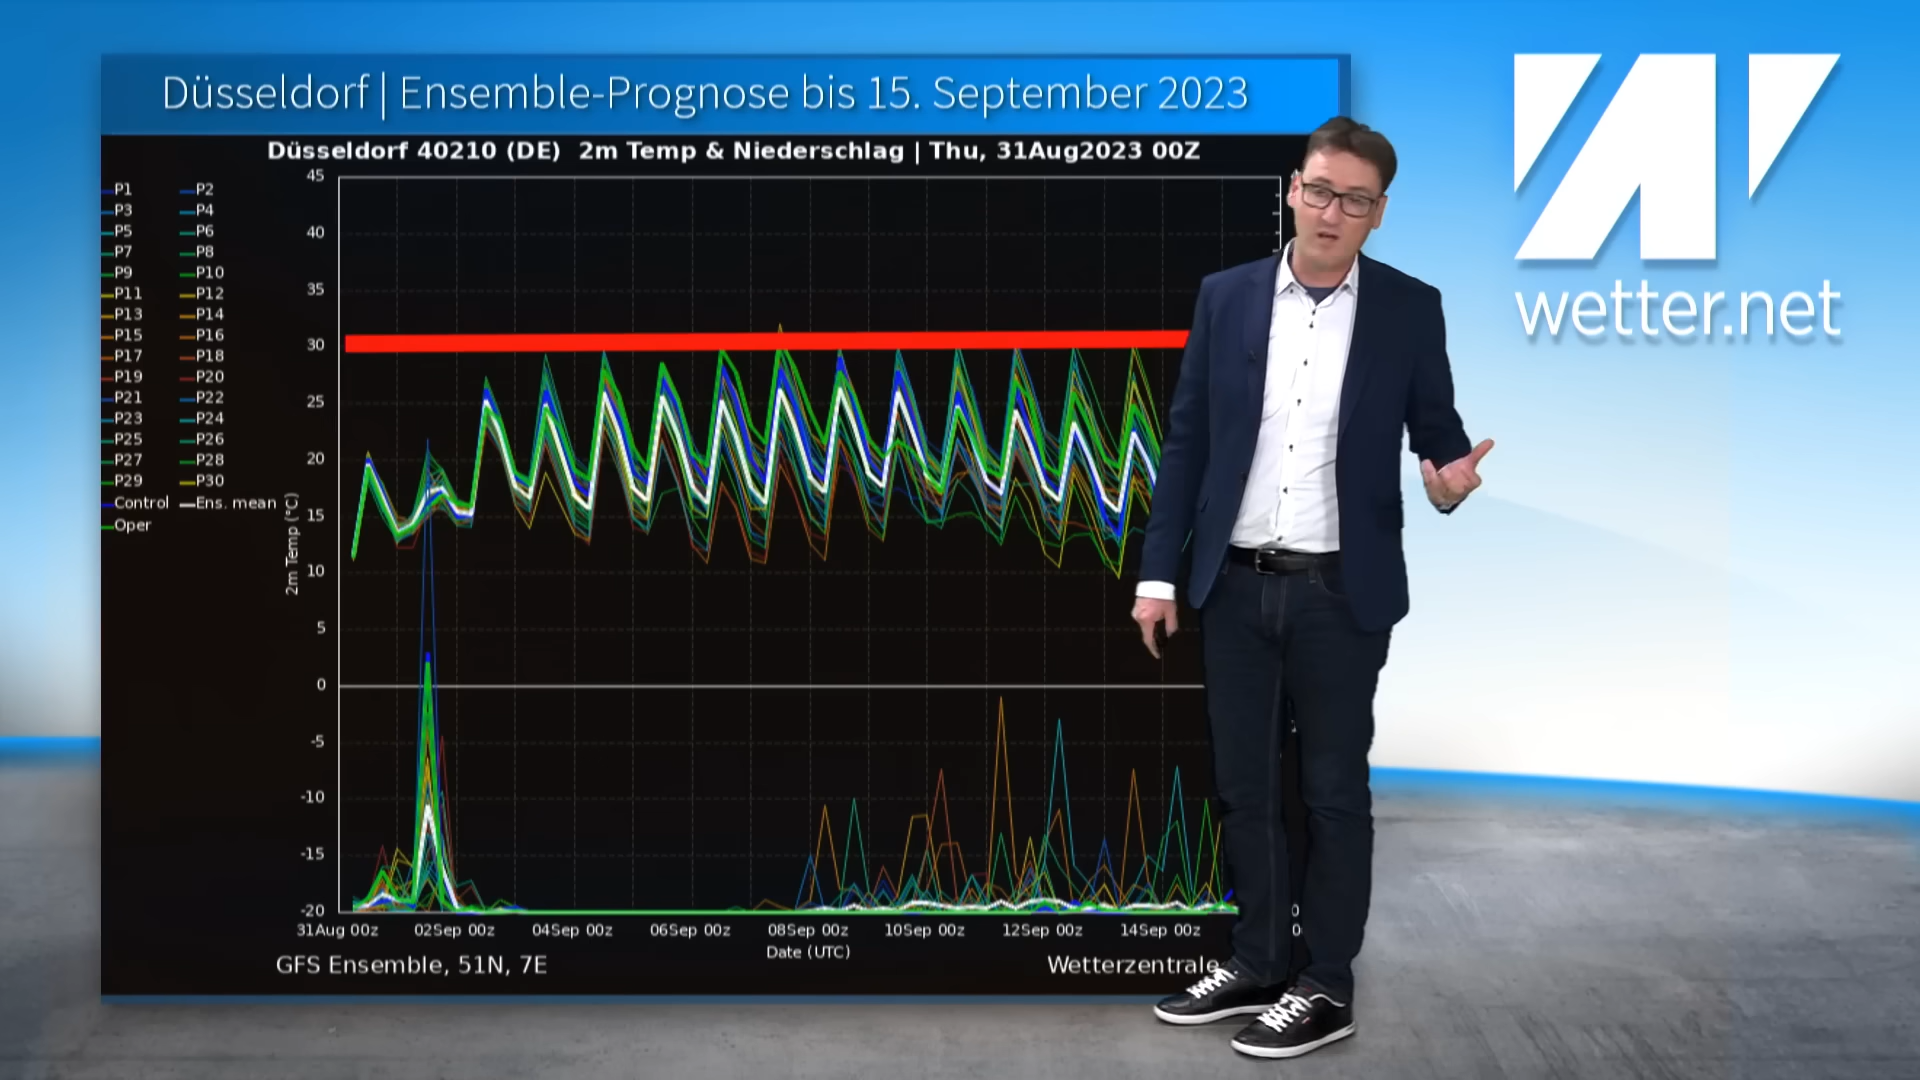 Düsseldorf | Ensemble-Prognose bis 15. September 2023
Düsseldorf 40210 (DE) 2m Temp & Niederschlag | Thu, 31Aug2023 00Z
P1 P2
P3 P4
P5 P6
P7 P8
P9 P10
P11 P12
P13 P14
P15 P16
P17 P18
P19 P20
P21 P22
P23 P24
P25 P26
P27 P28
P29 P30
Control Ens. mean
Oper
2m Temp (°C)
45
40
35
30
25
20
15
10
5
0
-5
-10
-15
-20
0
31Aug 00z 02Sep 00z 04Sep 00z 06Sep 00z 08Sep 00z 10Sep 00z 12Sep 00z 14Sep 00z 0
Date (UTC)
GFS Ensemble, 51N, 7E
Wetterzentrale
wetter.net